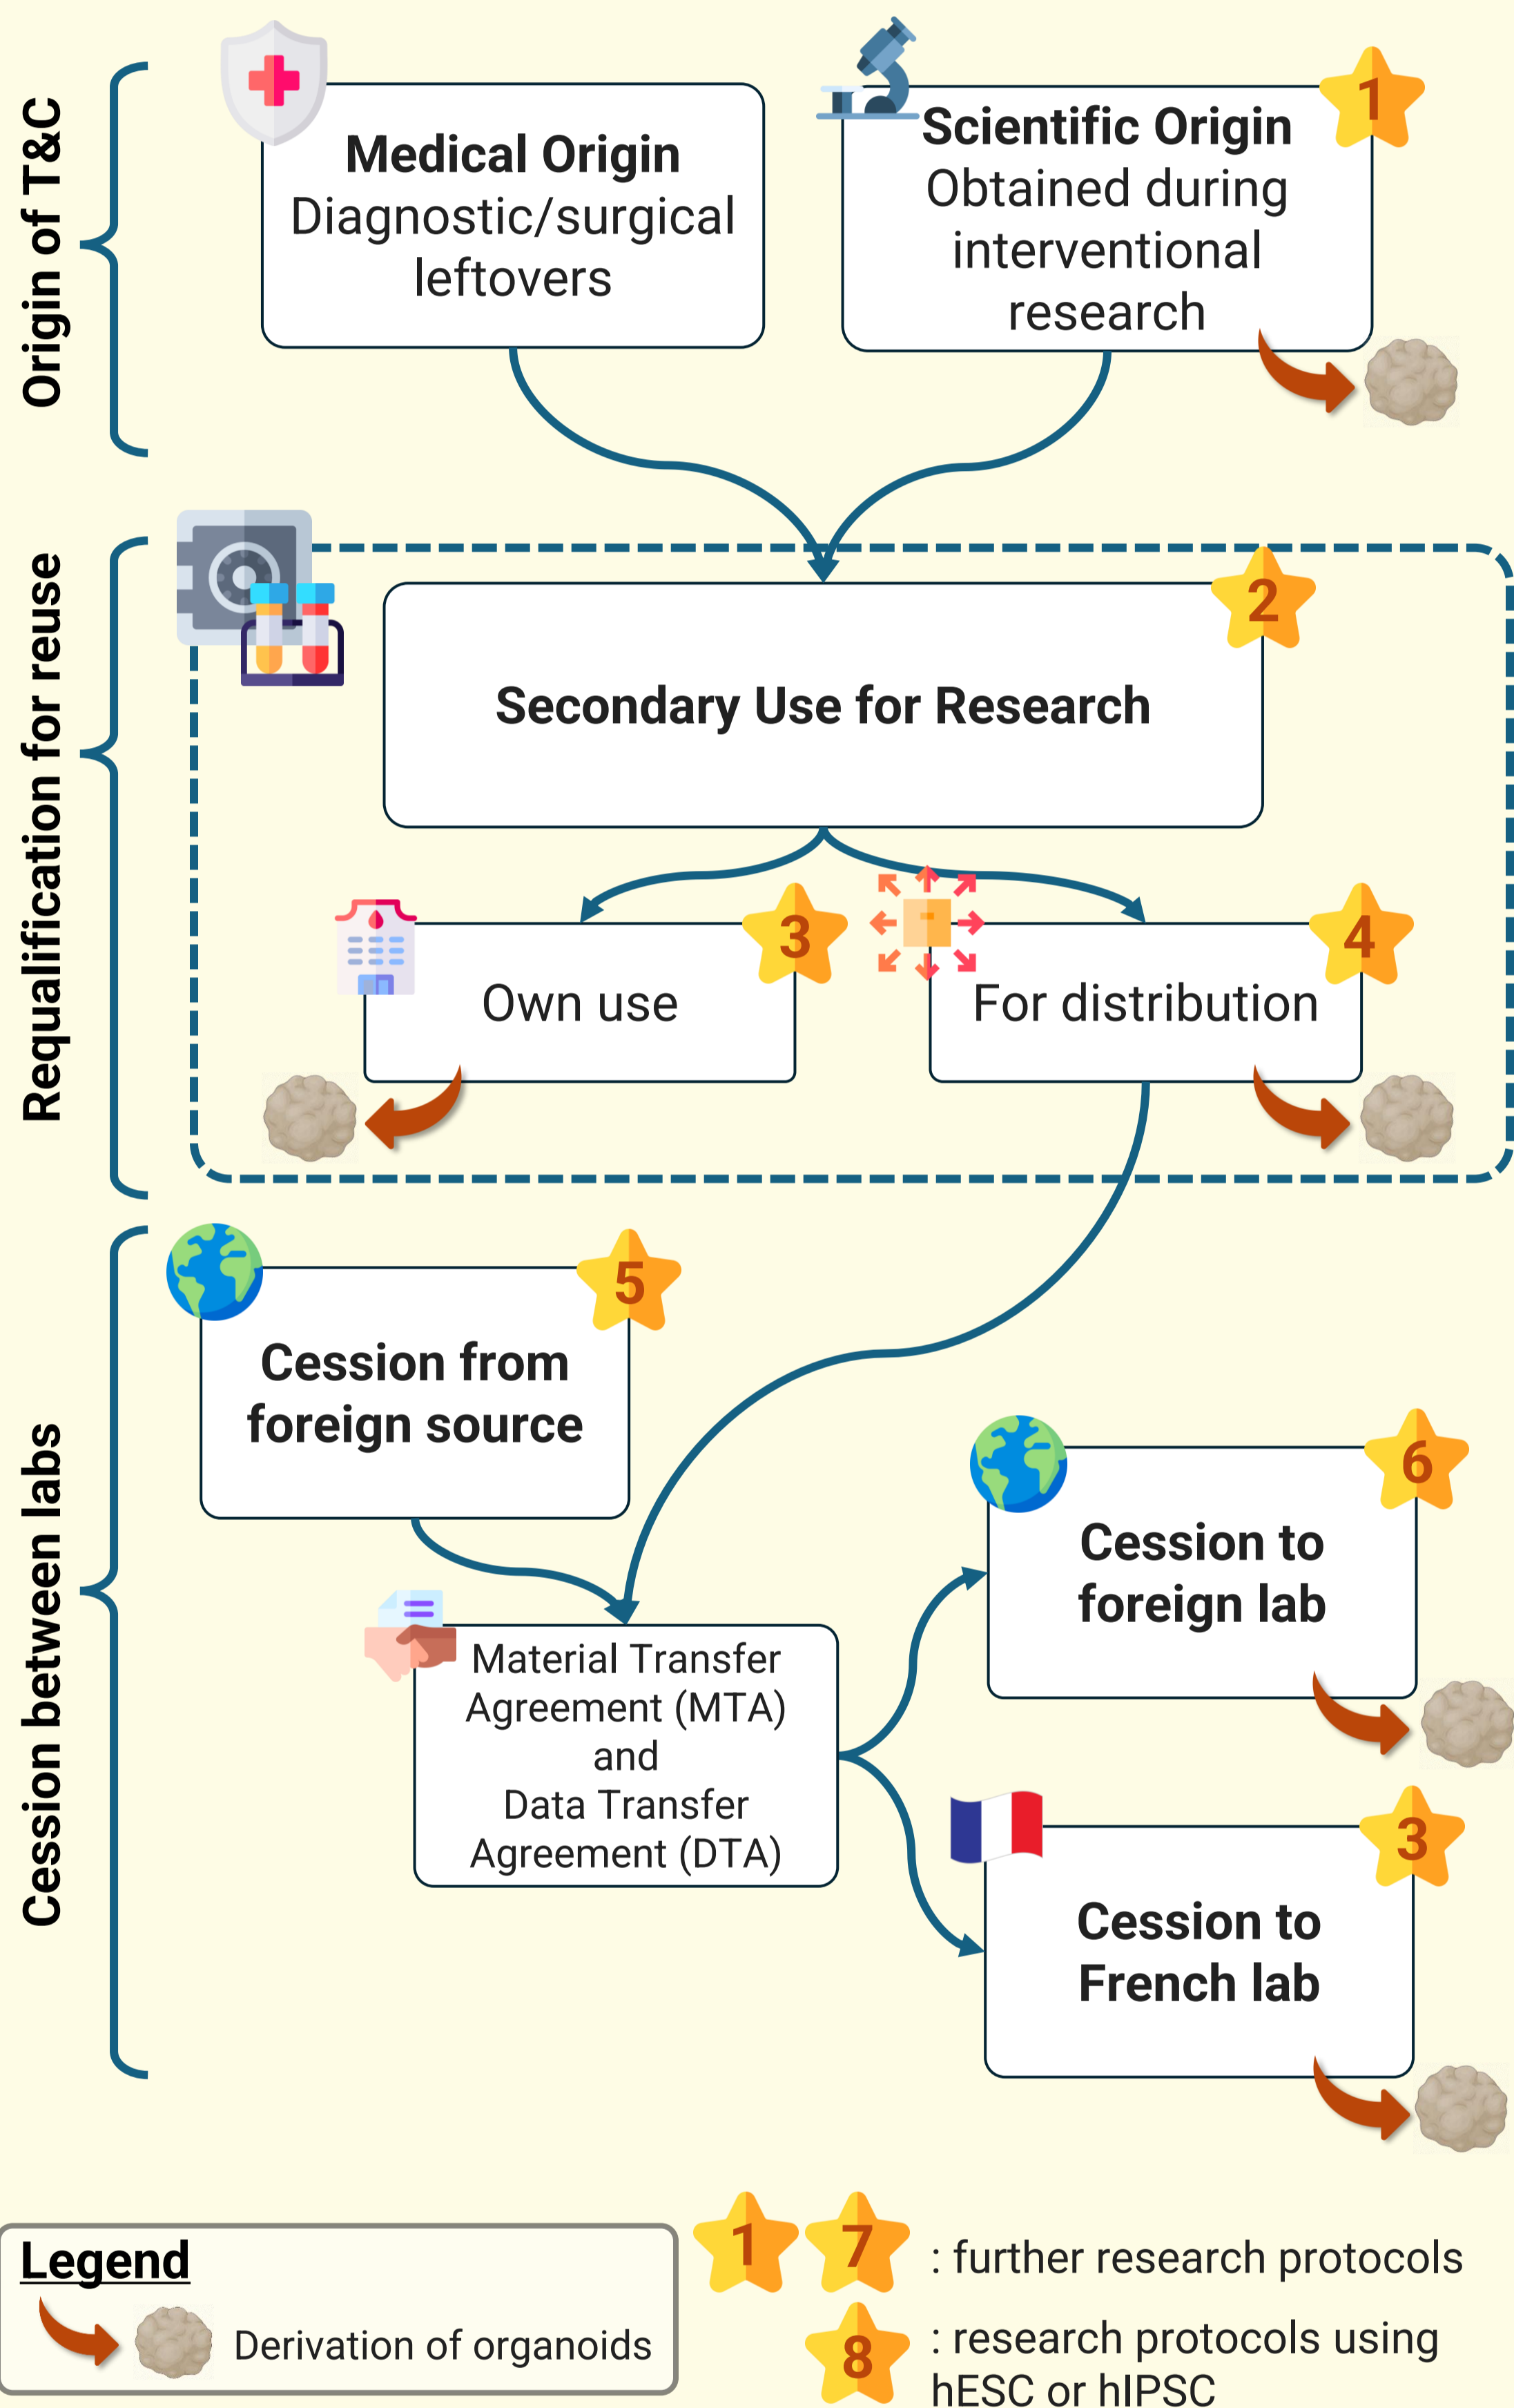 Origin of T&C
Medical Origin
Diagnostic/surgical
leftovers
1
Scientific Origin
Obtained during
interventional
research
Requalification for reuse
2
Secondary Use for Research
3
Own use
4
For distribution
Cession between labs
5
Cession from
foreign source
Material Transfer
Agreement (MTA)
and
Data Transfer
Agreement (DTA)
6
Cession to
foreign lab
3
Cession to
French lab
Legend
Derivation of organoids
1 7 : further research protocols
8 : research protocols using
hESC or hIPSC